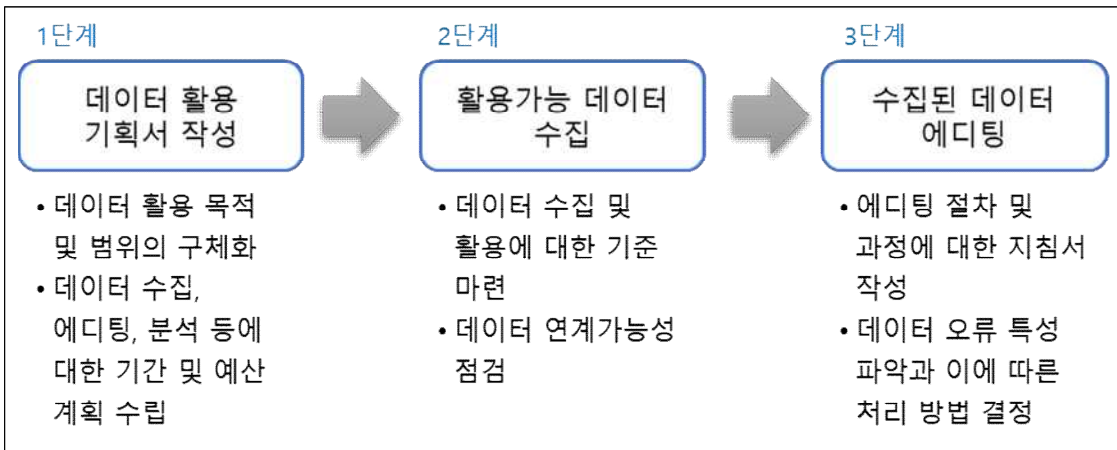 1단계
데이터 활용
기획서 작성
• 데이터 활용 목적
및 범위의 구체화
• 데이터 수집,
에디팅, 분석 등에
대한 기간 및 예산
계획 수립
2단계
활용가능 데이터
수집
• 데이터 수집 및
활용에 대한 기준
마련
• 데이터 연계가능성
점검
3단계
수집된 데이터
에디팅
• 에디팅 절차 및
과정에 대한 지침서
작성
• 데이터 오류 특성
파악과 이에 따른
처리 방법 결정